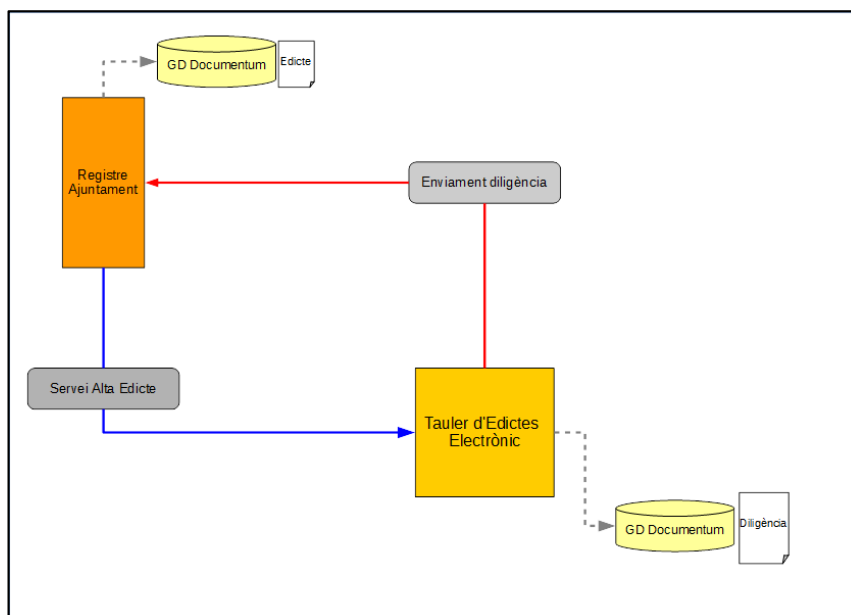 GD Documentum
Edicte
Registre
Ajuntament
Enviament diligència
Servei Alta Edicte
Tauler d'Edictes
Electrònic
GD Documentum
Diligència